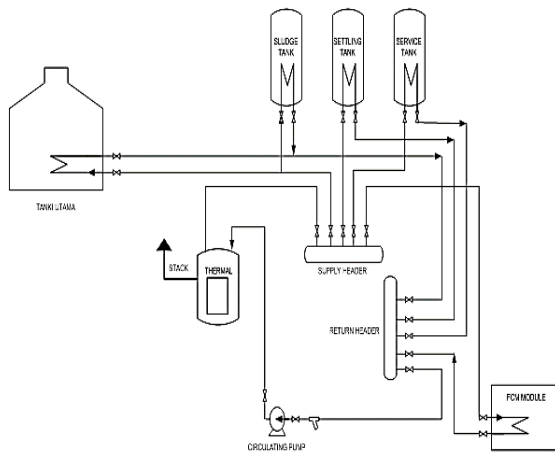 SLUDGE
TANK
SETTLING
TANK
SERVICE
TANK
TANKI UTAMA
STACK
THERMAL
SUPPLY HEADER
RETURN HEADER
FCM MODULE
CIRCULATING PUMP